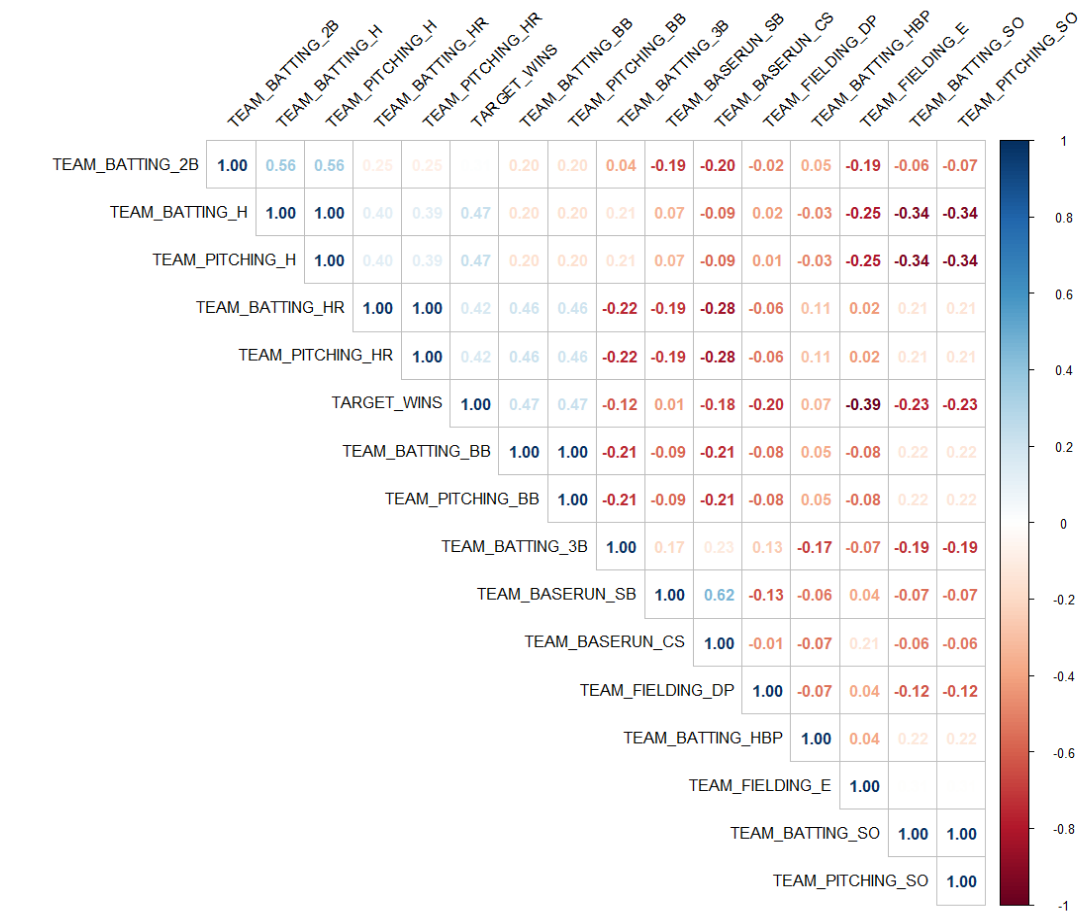 TEAM_BATTING_2B
TEAM_BATTING_H
TEAM_PITCHING_H
TEAM_BATTING_HR
TEAM_PITCHING_HR
TARGET_WINS
TEAM_BATTING_BB
TEAM_PITCHING_BB
TEAM_BATTING_3B
TEAM_BASERUN_SB
TEAM_BASERUN_CS
TEAM_FIELDING_DP
TEAM_BATTING_HBP
TEAM_FIELDING_E
TEAM_BATTING_SO
TEAM_PITCHING_SO
TEAM_BATTING_2B 1.00 0.56 0.56 0.25 0.25 0.20 0.20 0.04 -0.19 -0.20 -0.02 0.05 -0.19 -0.06 -0.07
TEAM_BATTING_H 1.00 1.00 0.40 0.39 0.47 0.20 0.20 0.21 0.07 -0.09 0.02 -0.03 -0.25 -0.34 -0.34
TEAM_PITCHING_H 1.00 0.40 0.39 0.47 0.20 0.20 0.21 0.07 -0.09 0.01 -0.03 -0.25 -0.34 -0.34
TEAM_BATTING_HR 1.00 1.00 0.42 0.46 0.46 -0.22 -0.19 -0.28 -0.06 0.11 0.02 0.21 0.21
TEAM_PITCHING_HR 1.00 0.42 0.46 0.46 -0.22 -0.19 -0.28 -0.06 0.11 0.02 0.21 0.21
TARGET_WINS 1.00 0.47 0.47 -0.12 0.01 -0.18 -0.20 0.07 -0.39 -0.23 -0.23
TEAM_BATTING_BB 1.00 1.00 -0.21 -0.09 -0.21 -0.08 0.05 -0.08 0.22 0.22
TEAM_PITCHING_BB 1.00 -0.21 -0.09 -0.21 -0.08 0.05 -0.08 0.22 0.22
TEAM_BATTING_3B 1.00 0.17 0.23 0.13 -0.17 -0.07 -0.19 -0.19
TEAM_BASERUN_SB 1.00 0.62 -0.13 -0.06 0.04 -0.07 -0.07
TEAM_BASERUN_CS 1.00 -0.01 -0.07 0.21 -0.06 -0.06
TEAM_FIELDING_DP 1.00 -0.07 0.04 -0.12 -0.12
TEAM_BATTING_HBP 1.00 0.04 0.22 0.22
TEAM_FIELDING_E 1.00
TEAM_BATTING_SO 1.00 1.00
TEAM_PITCHING_SO 1.00
1
0.8
0.6
0.4
0.2
0
-0.2
-0.4
-0.6
-0.8
-1